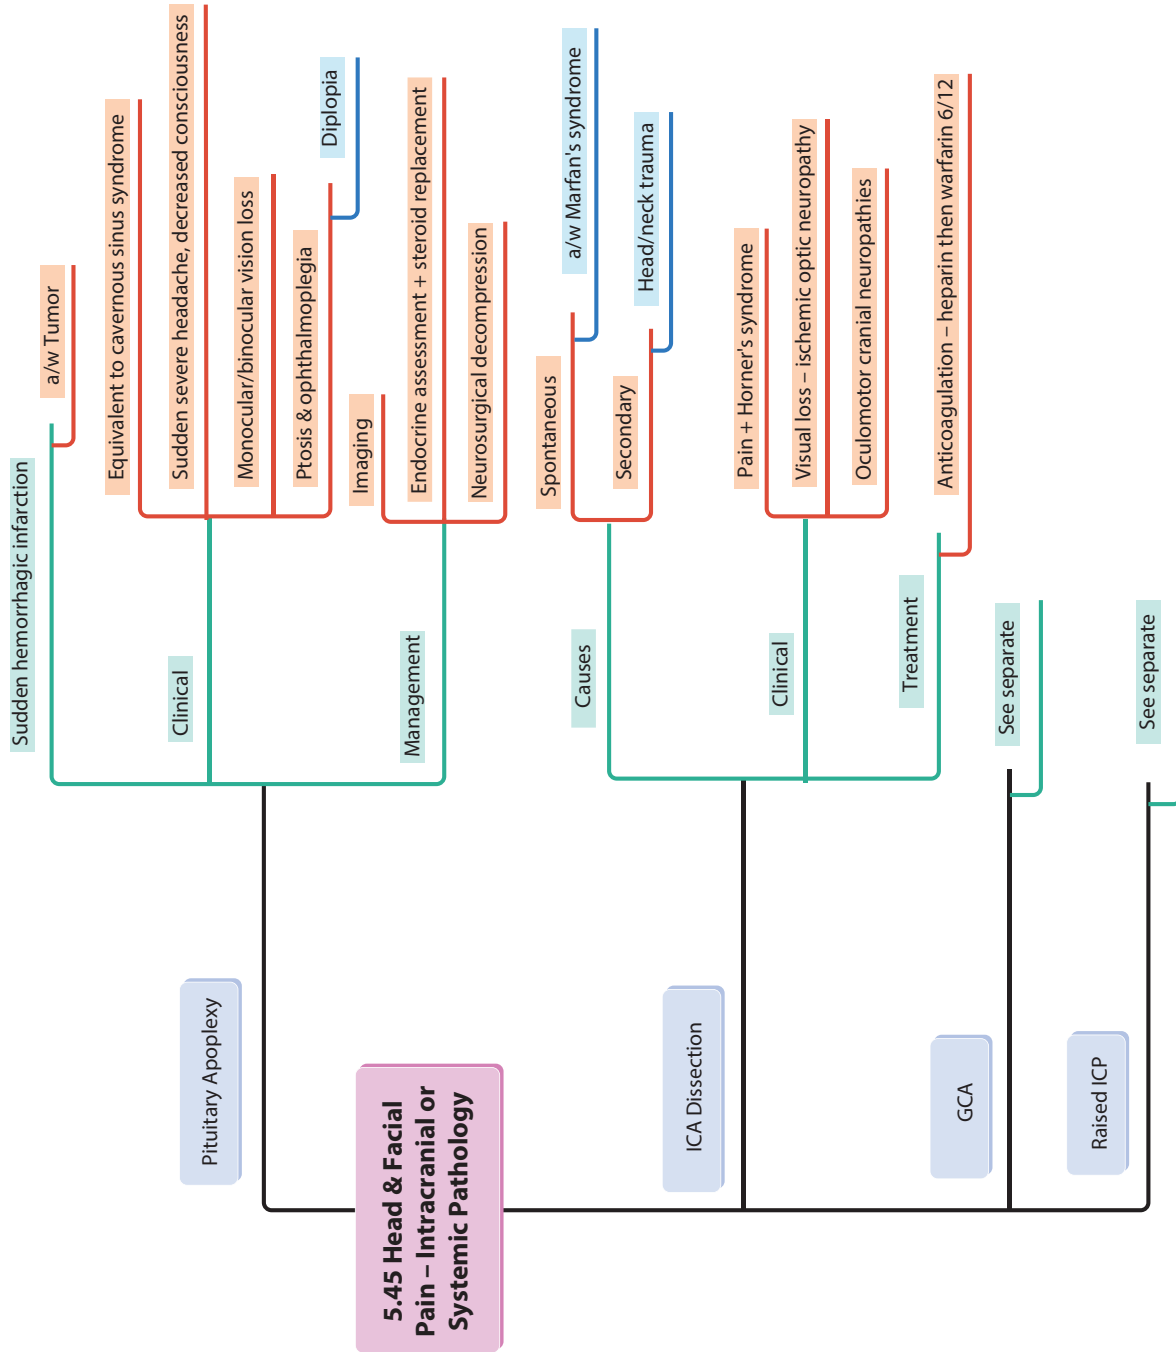 5.45 Head & Facial
Pain – Intracranial or
Systemic Pathology
Pituitary Apoplexy
Sudden hemorrhagic infarction
a/w Tumor
Clinical
Equivalent to cavernous sinus syndrome
Sudden severe headache, decreased consciousness
Monocular/binocular vision loss
Ptosis & ophthalmoplegia
Diplopia
Management
Imaging
Endocrine assessment + steroid replacement
Neurosurgical decompression
ICA Dissection
Causes
Spontaneous
a/w Marfan's syndrome
Secondary
Head/neck trauma
Clinical
Pain + Horner's syndrome
Visual loss – ischemic optic neuropathy
Oculomotor cranial neuropathies
Treatment
Anticoagulation – heparin then warfarin 6/12
GCA
See separate
Raised ICP
See separate